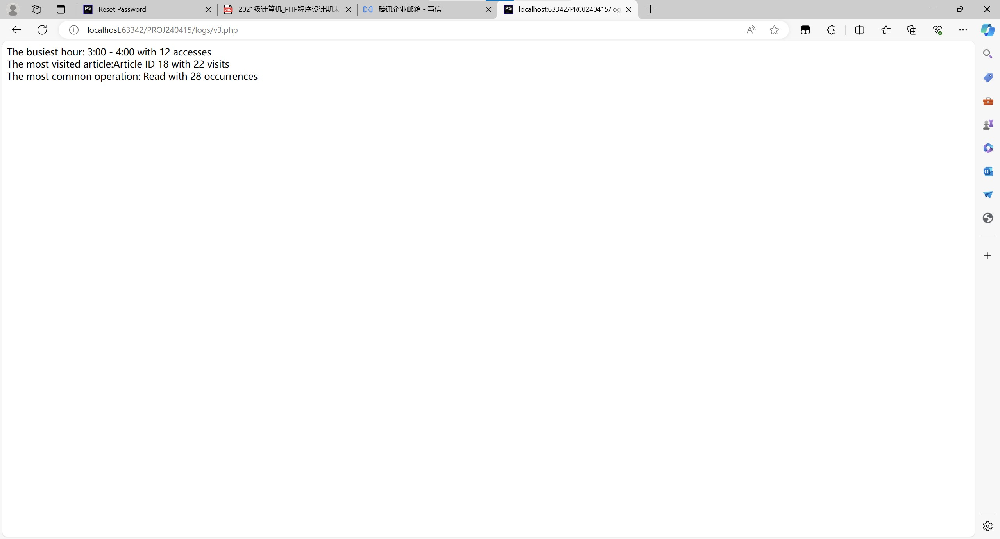 Reset Password
2021级计算机_PHP程序设计期末
腾讯企业邮箱 - 写信
localhost:63342/PROJ240415/log
localhost:63342/PROJ240415/logs/v3.php
The busiest hour: 3:00 - 4:00 with 12 accesses
The most visited article:Article ID 18 with 22 visits
The most common operation: Read with 28 occurrences